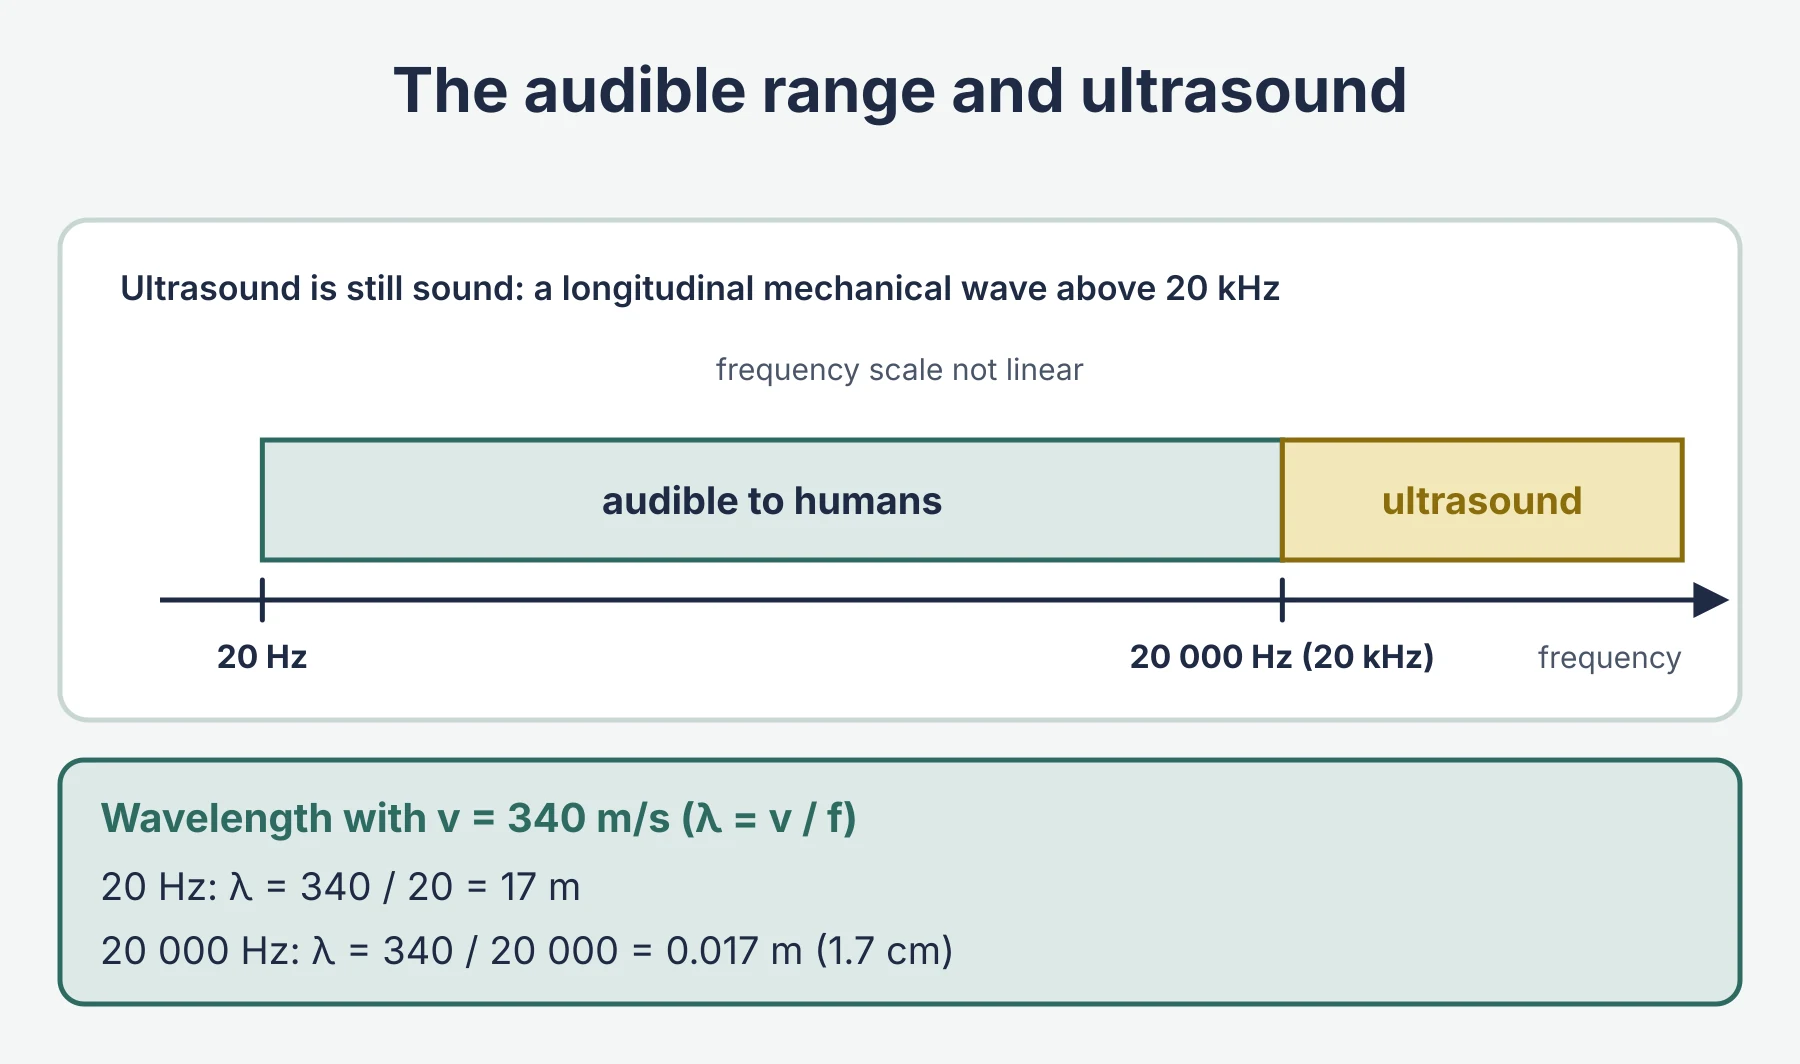 The audible range and ultrasound
Ultrasound is still sound: a longitudinal mechanical wave above 20 kHz
frequency scale not linear
audible to humans
ultrasound
20 Hz
20 000 Hz (20 kHz)
frequency
Wavelength with v = 340 m/s (λ = v / f)
20 Hz: λ = 340 / 20 = 17 m
20 000 Hz: λ = 340 / 20 000 = 0.017 m (1.7 cm)